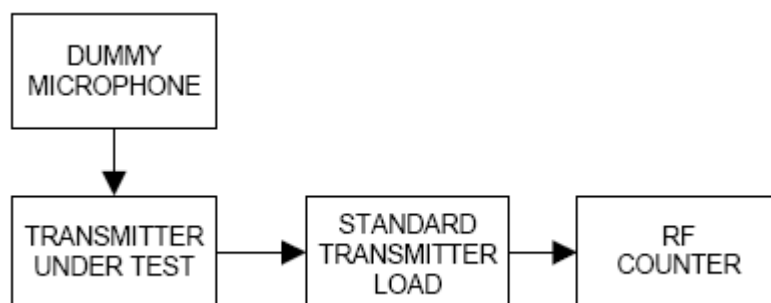 DUMMY
MICROPHONE
TRANSMITTER
UNDER TEST
STANDARD
TRANSMITTER
LOAD
RF
COUNTER